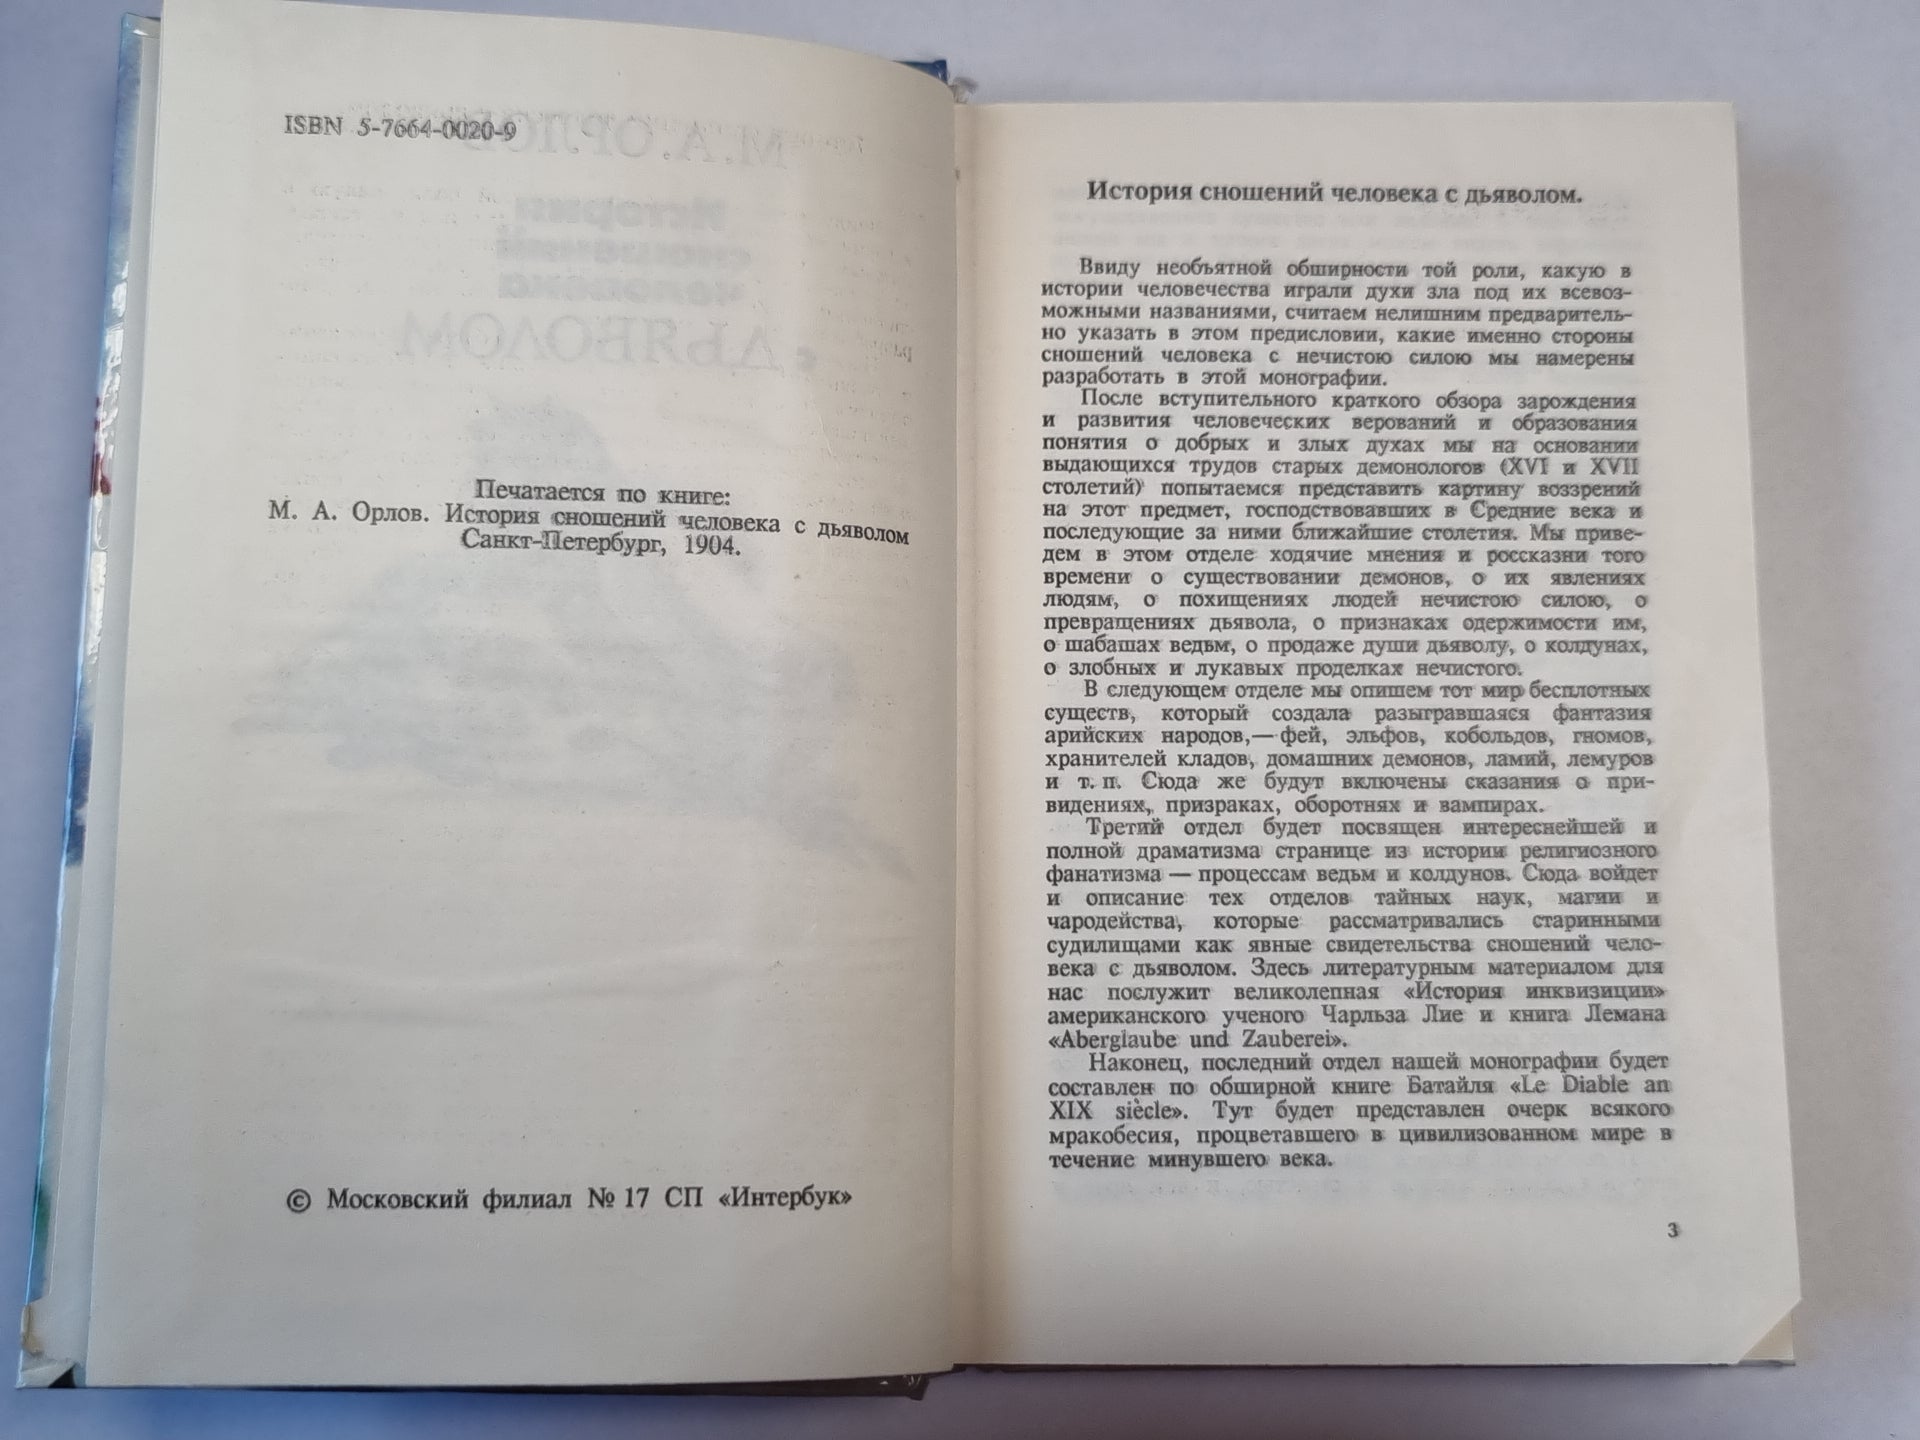 ISBN 5-7664-0020-9
Печатается по книге:
М. А. Орлов. История сношений человека с дьяволом
Санкт-Петербург, 1904.
© Московский филиал № 17 СП «Интербук»
История сношений человека с дьяволом.
Ввиду необъятной обширности той роли, какую в
истории человечества играли духи зла под их всевоз-
можными названиями, считаем нелишним предваритель-
но указать в этом предисловии, какие именно стороны
сношений человека с нечистою силою мы намерены
разработать в этой монографии.
После вступительного краткого обзора зарождения
и развития человеческих верований и образования
понятия о добрых и злых духах мы на основании
выдающихся трудов старых демонологов (XVI и XVII
столетий) попытаемся представить картину воззрений
на этот предмет, господствовавших в Средние века и
последующие за ними ближайшие столетия. Мы приве-
дем в этом отделе ходячие мнения и россказни того
времени о существовании демонов, о их явлениях
людям, о похищениях людей нечистою силою, о
превращениях дьявола, о признаках одержимости им,
о шабашах ведьм, о продаже души дьяволу, о колдунах,
о злобных и лукавых проделках нечистого.
В следующем отделе мы опишем тот мир бесплотных
существ, который создала разыгравшаяся фантазия
арийских народов,— фей, эльфов, кобольдов, гномов,
хранителей кладов, домашних демонов, ламий, лемуров
и т. п. Сюда же будут включены сказания о при-
видениях, призраках, оборотнях и вампирах.
Третий отдел будет посвящен интереснейшей и
полной драматизма странице из истории религиозного
фанатизма — процессам ведьм и колдунов. Сюда войдет
и описание тех отделов тайных наук, магии и
чародейства, которые рассматривались старинными
судилищами как явные свидетельства сношений чело-
века с дьяволом. Здесь литературным материалом для
нас послужит великолепная «История инквизиции»
американского ученого Чарльза Лие и книга Лемана
«Aberglaube und Zauberei».
Наконец, последний отдел нашей монографии будет
составлен по обширной книге Батайля «Le Diable an
XIX siècle». Тут будет представлен очерк всякого
мракобесия, процветавшего в цивилизованном мире в
течение минувшего века.
3